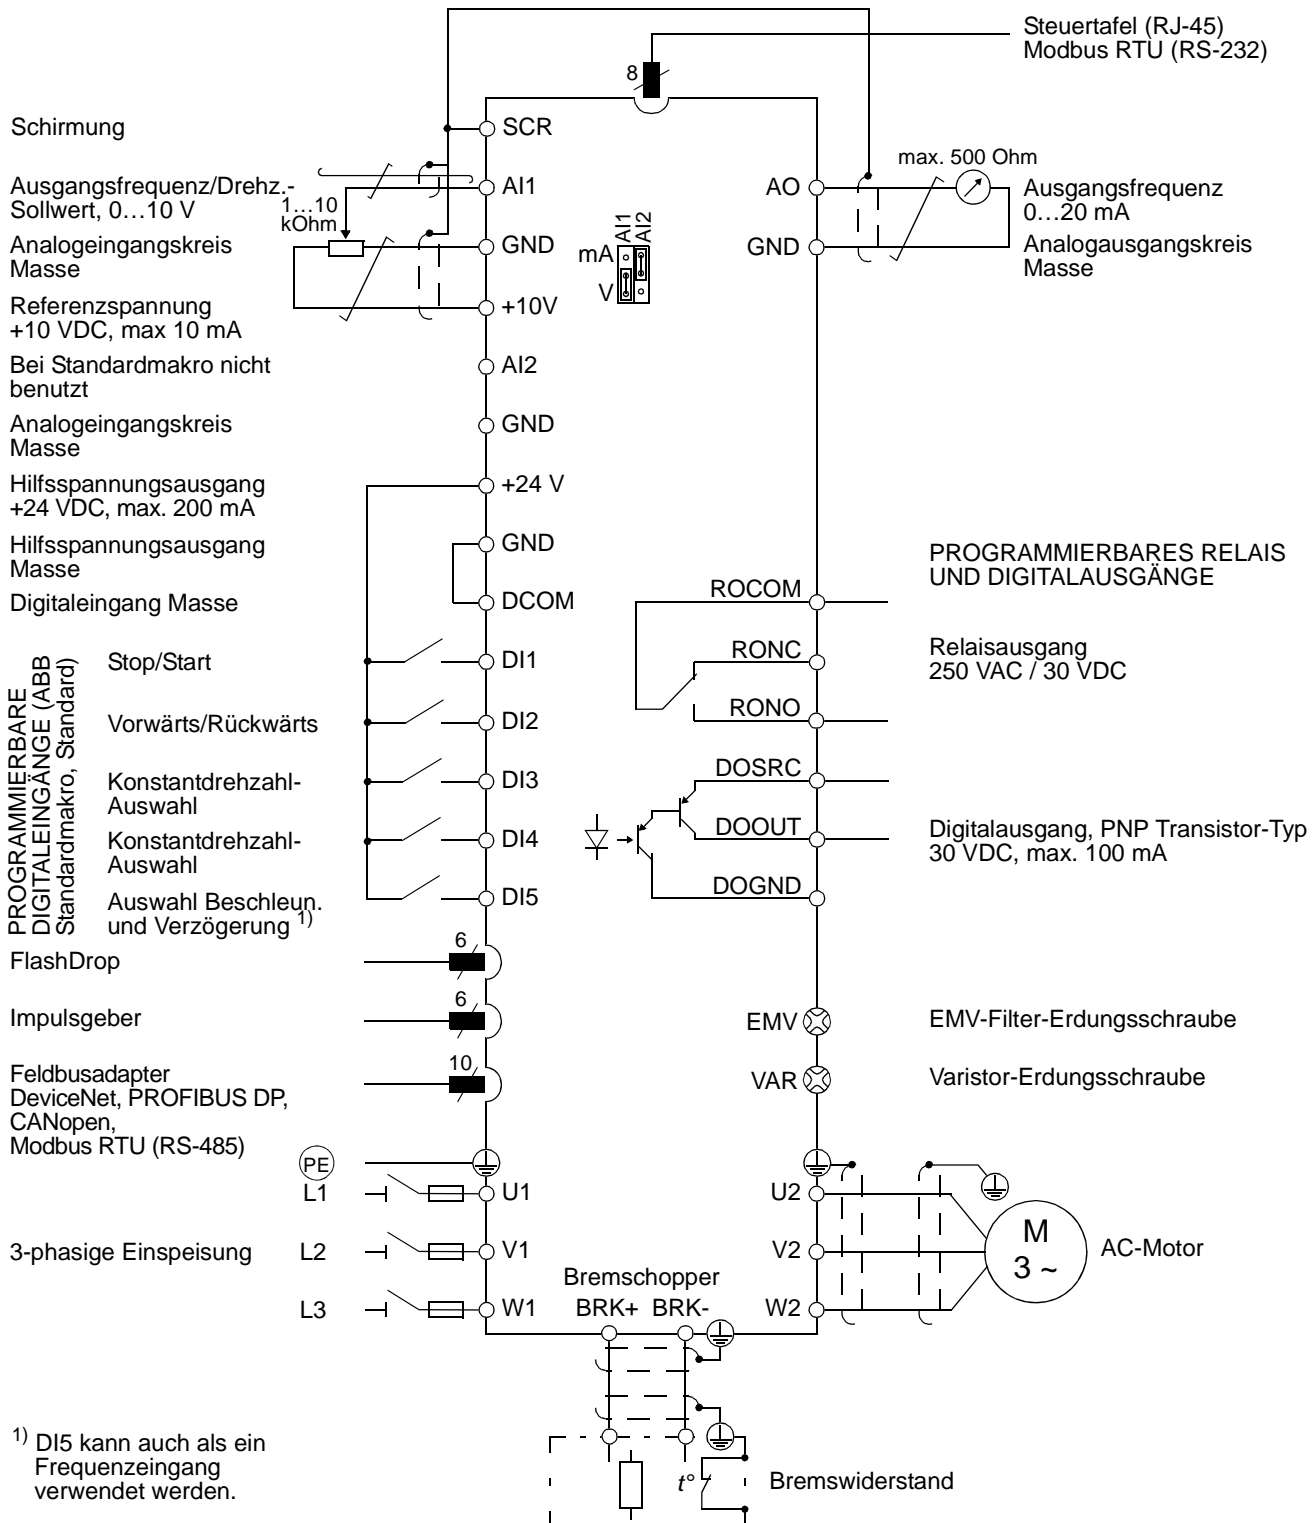 Steuertafel (RJ-45)
Modbus RTU (RS-232)
8
Schirmung
SCR
Ausgangsfrequenz/Drehz.-
Sollwert, 0…10 V
1…10
kOhm
AI1
Analogeingangskreis
Masse
GND
Referenzspannung
+10 VDC, max 10 mA
+10V
AI1
AI2
mA
V
max. 500 Ohm
AO
Ausgangsfrequenz
0…20 mA
GND
Analogausgangskreis
Masse
Bei Standardmakro nicht
benutzt
AI2
Analogeingangskreis
Masse
GND
Hilfsspannungsausgang
+24 VDC, max. 200 mA
+24 V
Hilfsspannungsausgang
Masse
GND
Digitaleingang Masse
DCOM
PROGRAMMIERBARE
DIGITALEINGÄNGE (ABB
Standardmakro, Standard)
Stop/Start
DI1
Vorwärts/Rückwärts
DI2
Konstantdrehzahl-
Auswahl
DI3
Konstantdrehzahl-
Auswahl
DI4
Auswahl Beschleun.
und Verzögerung 1)
DI5
PROGRAMMIERBARES RELAIS
UND DIGITALAUSGÄNGE
ROCOM
RONC
Relaisausgang
250 VAC / 30 VDC
RONO
DOSRC
DOOUT
Digitalausgang, PNP Transistor-Typ
30 VDC, max. 100 mA
DOGND
FlashDrop
6
Impulsgeber
6
EMV
EMV-Filter-Erdungsschraube
Feldbusadapter
DeviceNet, PROFIBUS DP,
CANopen,
Modbus RTU (RS-485)
10
VAR
Varistor-Erdungsschraube
PE
L1
U1
U2
3-phasige Einspeisung
L2
V1
V2
M
3 ~
AC-Motor
L3
W1
W2
Bremschopper
BRK+ BRK-
1) DI5 kann auch als ein
Frequenzeingang
verwendet werden.
t°
Bremswiderstand